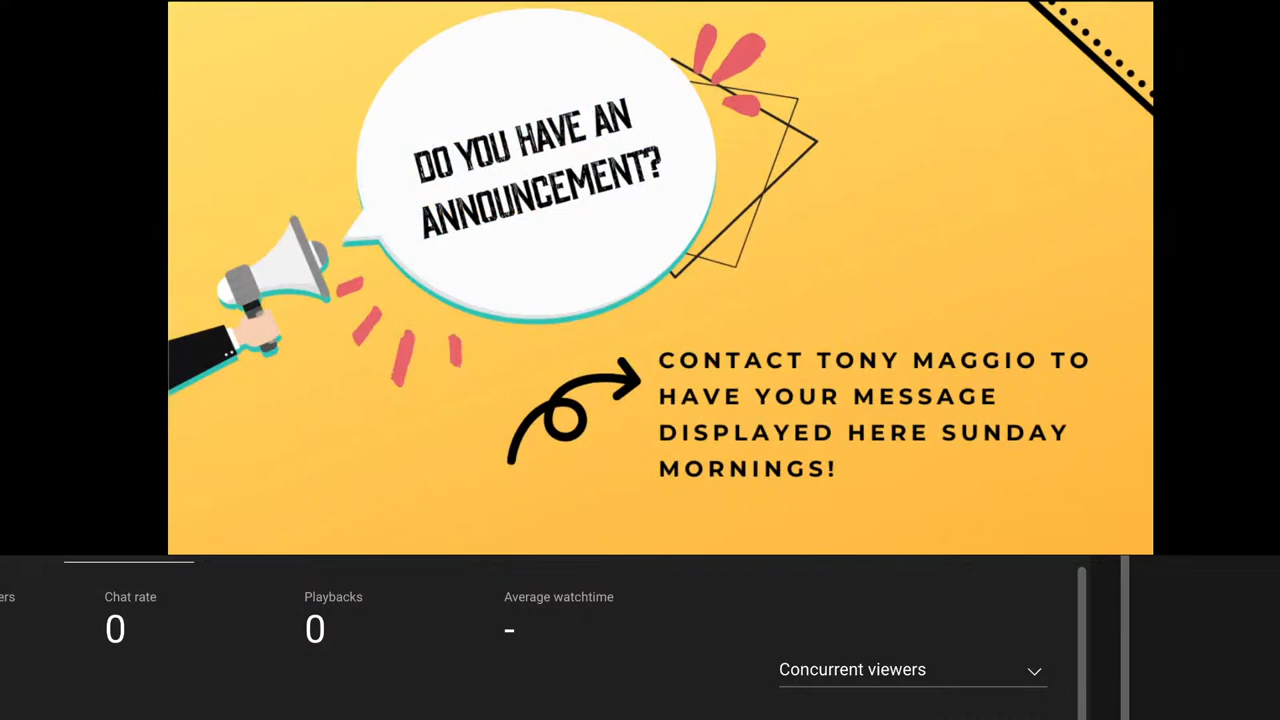 DO YOU HAVE AN
ANNOUNCEMENT?
CONTACT TONY MAGGIO TO
HAVE YOUR MESSAGE
DISPLAYED HERE SUNDAY
MORNINGS!
ers
Chat rate
Playbacks
Average watchtime
0
0
-
Concurrent viewers